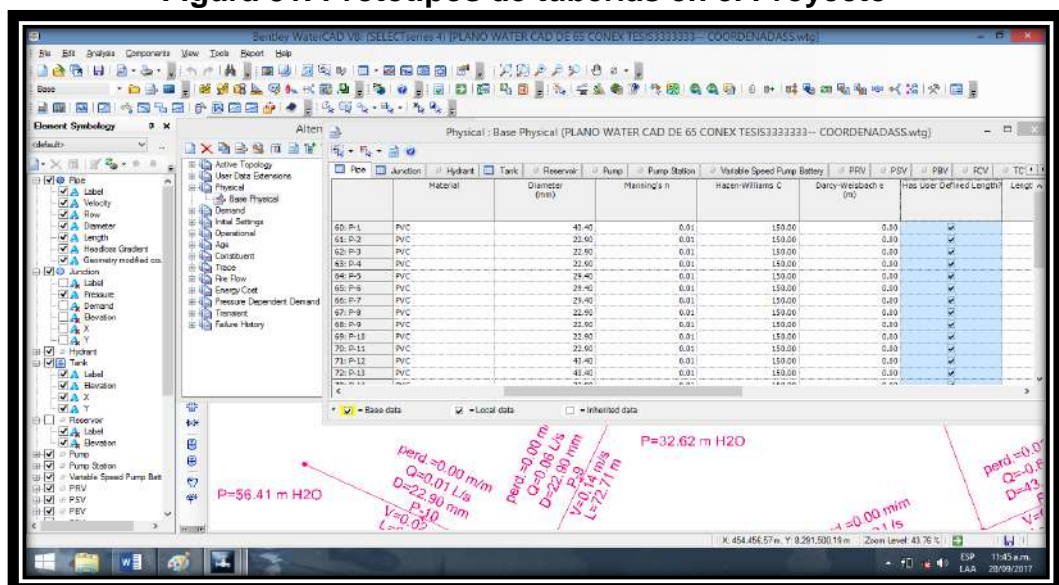 Bentley WaterCAD V8i (SELECTseries 4) [PLANO WATER CAD DE 65 CONEX TESIS3333333-- COORDENADASS.wtg]
File Edit Analysis Components View Tools Report Help
Base
Element Symbology
<default>
Pipe
Label
Velocity
Flow
Diameter
Length
Headloss Gradient
Geometry modified
Junction
Label
Pressure
Demand
Elevation
X
Y
Hydrant
Tank
Label
Elevation
X
Y
Reservoir
Label
Elevation
Pump
Pump Station
Variable Speed Pump Batt
PRV
PSV
PBV
Altern
Active Topology
User Data Extensions
Physical
Base Physical
Demand
Initial Settings
Operational
Age
Constituent
Trace
Fire Flow
Energy Cost
Pressure Dependent Demand
Transient
Failure History
Physical : Base Physical (PLANO WATER CAD DE 65 CONEX TESIS3333333-- COORDENADASS.wtg)
Pipe Junction Hydrant Tank Reservoir Pump Pump Station Variable Speed Pump Battery PRV PSV PBV FCV TC
Material Diameter (mm) Manning's n Hazen-Williams C Darcy-Weisbach e (m) Has User Defined Length? Lengt
60: P-1 PVC 43.40 0.01 150.00 0.00
61: P-2 PVC 22.90 0.01 150.00 0.00
62: P-3 PVC 22.90 0.01 150.00 0.00
63: P-4 PVC 22.90 0.01 150.00 0.00
64: P-5 PVC 29.40 0.01 150.00 0.00
65: P-6 PVC 29.40 0.01 150.00 0.00
66: P-7 PVC 29.40 0.01 150.00 0.00
67: P-8 PVC 22.90 0.01 150.00 0.00
68: P-9 PVC 22.90 0.01 150.00 0.00
69: P-10 PVC 22.90 0.01 150.00 0.00
70: P-11 PVC 22.90 0.01 150.00 0.00
71: P-12 PVC 43.40 0.01 150.00 0.00
72: P-13 PVC 43.40 0.01 150.00 0.00
* = Base data = Local data = Inherited data
P=56.41 m H2O
perd.=0.00 m/m
Q=0.01 L/s
D=22.90 mm
P-10
V=0.02
perd.=0.00 m/m
Q=0.06 L/s
D=22.90 mm
P-9
V=0.14 m/s
L=72.71 m
P=32.62 m H2O
=0.00 m/m
perd.=0.0
D=43.
X: 454,456.57 m, Y: 8,291,500.19 m Zoom Level: 43.76 %
ESP 11:45 a.m.
LAA 28/09/2017